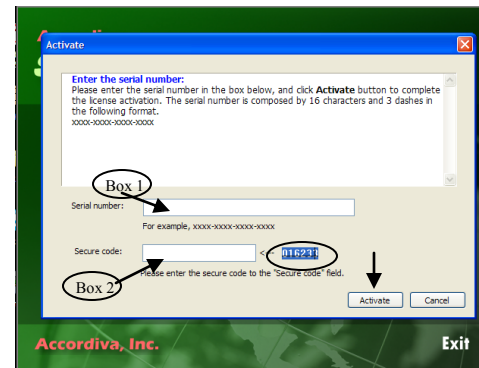 Activate
Enter the serial number:
Please enter the serial number in the box below, and click Activate button to complete
the license activation. The serial number is composed by 16 characters and 3 dashes in
the following format.
xxxx-xxxx-xxxx-xxxx
Box 1
Serial number:
For example, xxxx-xxxx-xxxx-xxxx
Secure code: <--
Please enter the secure code to the "Secure code" field.
Box 2
Activate Cancel
Accordiva, Inc. Exit